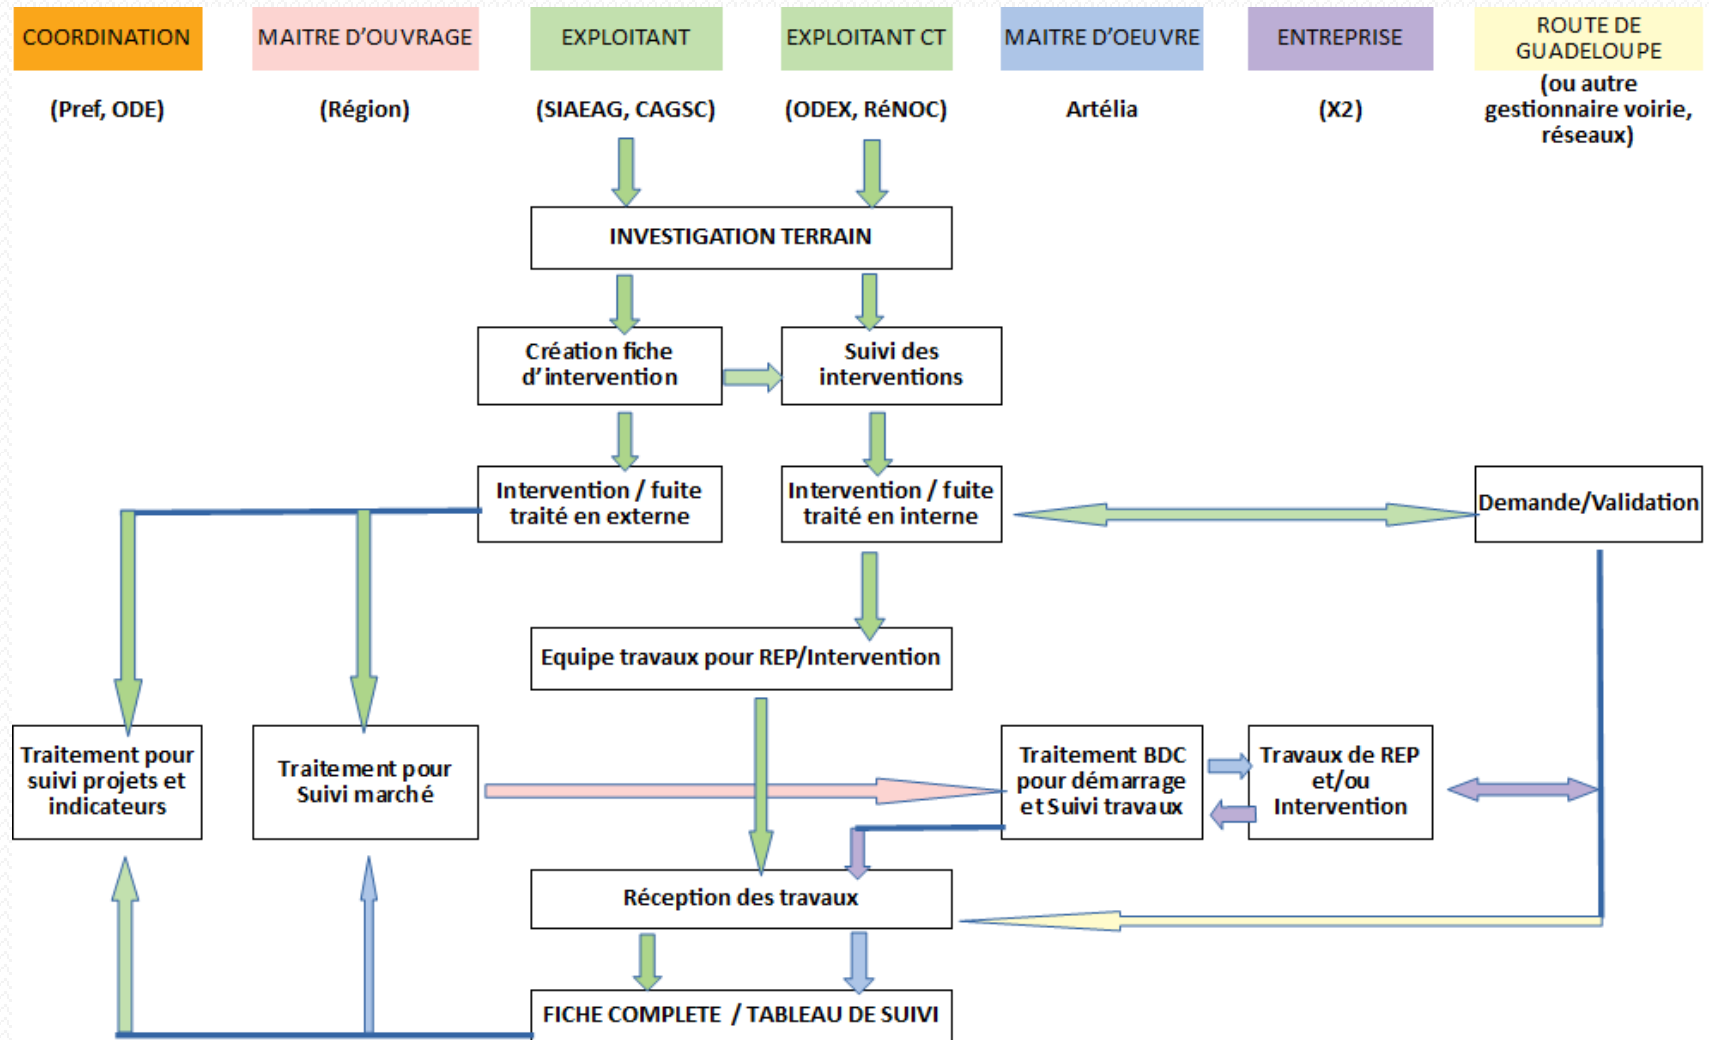 COORDINATION
MAITRE D'OUVRAGE
EXPLOITANT
EXPLOITANT CT
MAITRE D'OEUVRE
ENTREPRISE
ROUTE DE
GUADELOUPE
(Pref, ODE)
(Région)
(SIAEAG, CAGSC)
(ODEX, RéNOC)
Artélia
(X2)
(ou autre
gestionnaire voirie,
réseaux)
INVESTIGATION TERRAIN
Création fiche
d'intervention
Suivi des
interventions
Intervention / fuite
traité en externe
Intervention / fuite
traité en interne
Demande/Validation
Equipe travaux pour REP/Intervention
Traitement pour
suivi projets et
indicateurs
Traitement pour
Suivi marché
Traitement BDC
pour démarrage
et Suivi travaux
Travaux de REP
et/ou
Intervention
Réception des travaux
FICHE COMPLETE / TABLEAU DE SUIVI